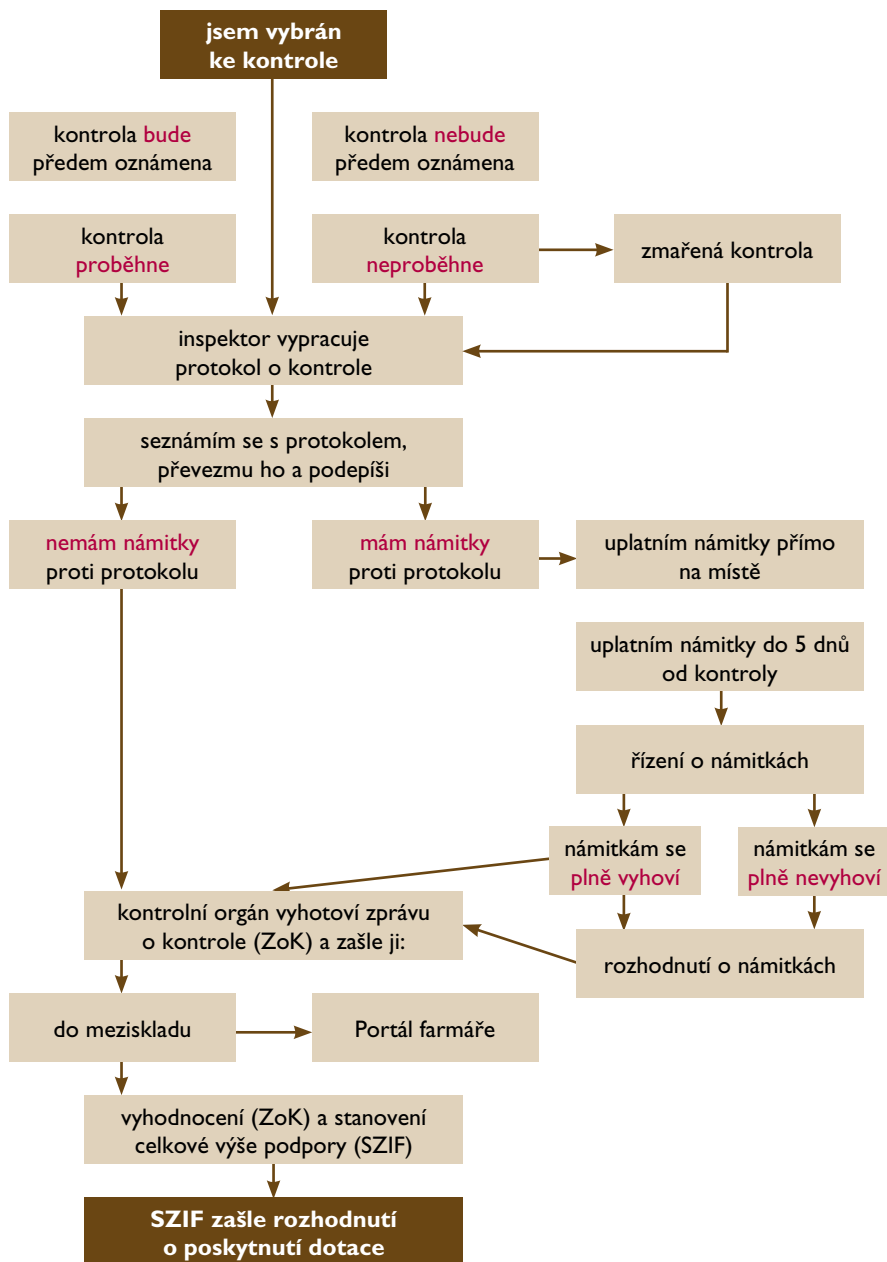 jsem vybrán
ke kontrole
kontrola bude
předem oznámena
kontrola nebude
předem oznámena
kontrola
proběhne
kontrola
neproběhne
zmařená kontrola
inspektor vypracuje
protokol o kontrole
seznámím se s protokolem,
převezmu ho a podepíši
nemám námitky
proti protokolu
mám námitky
proti protokolu
uplatním námitky přímo
na místě
uplatním námitky do 5 dnů
od kontroly
řízení o námitkách
námitkám se
plně vyhoví
námitkám se
plně nevyhoví
kontrolní orgán vyhotoví zprávu
o kontrole (ZoK) a zašle ji:
rozhodnutí o námitkách
do meziskladu
Portál farmáře
vyhodnocení (ZoK) a stanovení
celkové výše podpory (SZIF)
SZIF zašle rozhodnutí
o poskytnutí dotace